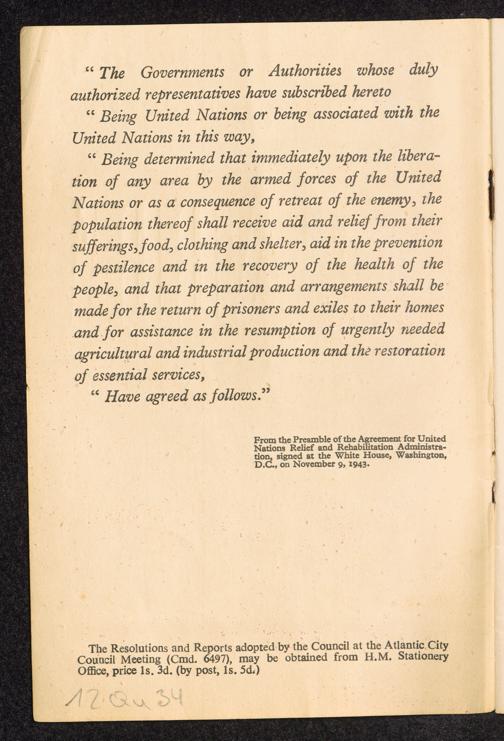 “ The Governments or Authorities whose duly
authorized representatives have subscribed hereto
“ Being United Nations or being associated with the
United Nations in this way,
“ Being determined that immediately upon the libera-
tion of any area by the armed forces of the United
Nations or as a consequence of retreat of the enemy, the
population thereof shall receive aid and relief from their
sufferings, food, clothing and shelter, aid in the prevention
of pestilence and in the recovery of the health of the
people, and that preparation and arrangements shall be
made for the return of prisoners and exiles to their homes
and for assistance in the resumption of urgently needed
agricultural and industrial production and the restoration
of essential services,
“ Have agreed as follows.”
From the Preamble of the Agreement for United
Nations Relief and Rehabilitation Administra-
tion, signed at the White House, Washington,
D.C., on November 9, 1943.
The Resolutions and Reports adopted by the Council at the Atlantic City
Council Meeting (Cmd. 6497), may be obtained from H.M. Stationery
Office, price 1s. 3d. (by post, 1s. 5d.)
12.Qu 34